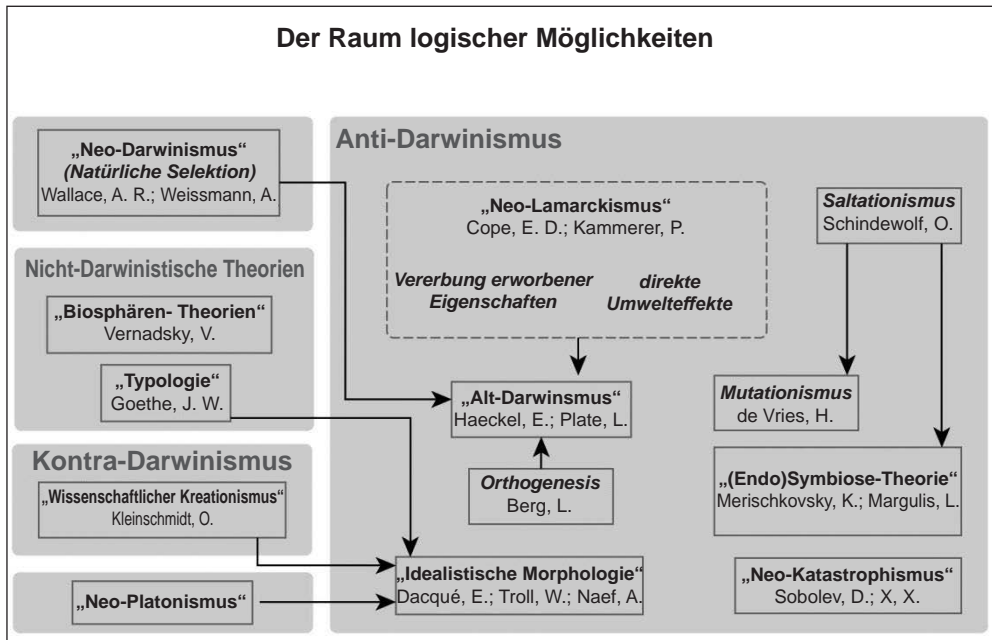 Der Raum logischer Möglichkeiten
„Neo-Darwinismus“
(Natürliche Selektion)
Wallace, A. R.; Weissmann, A.
Nicht-Darwinistische Theorien
„Biosphären- Theorien“
Vernadsky, V.
„Typologie“
Goethe, J. W.
Kontra-Darwinismus
„Wissenschaftlicher Kreationismus“
Kleinschmidt, O.
„Neo-Platonismus“
Anti-Darwinismus
„Neo-Lamarckismus“
Cope, E. D.; Kammerer, P.
Vererbung erworbener
Eigenschaften
direkte
Umwelteffekte
„Alt-Darwinsmus“
Haeckel, E.; Plate, L.
Orthogenesis
Berg, L.
„Idealistische Morphologie“
Dacqué, E.; Troll, W.; Naef, A.
Saltationismus
Schindewolf, O.
Mutationismus
de Vries, H.
„(Endo)Symbiose-Theorie“
Merischkovsky, K.; Margulis, L.
„Neo-Katastrophismus“
Sobolev, D.; X, X.